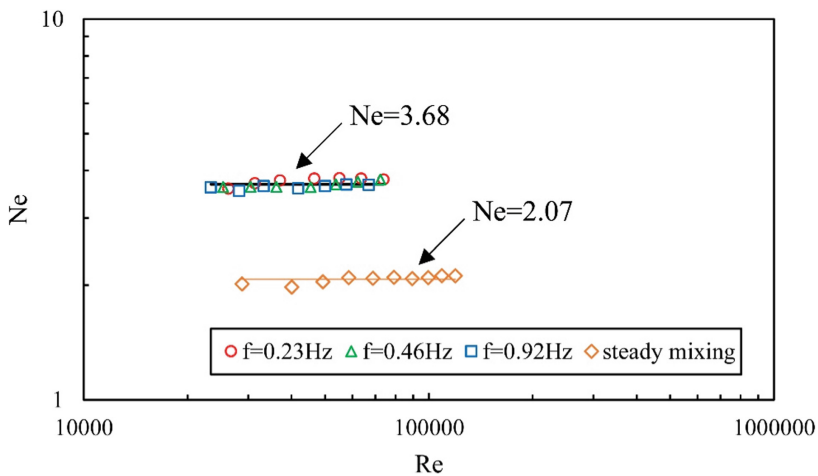 10
Ne=3.68
Ne=2.07
Ne
f=0.23Hz f=0.46Hz f=0.92Hz steady mixing
1
10000 100000 1000000
Re